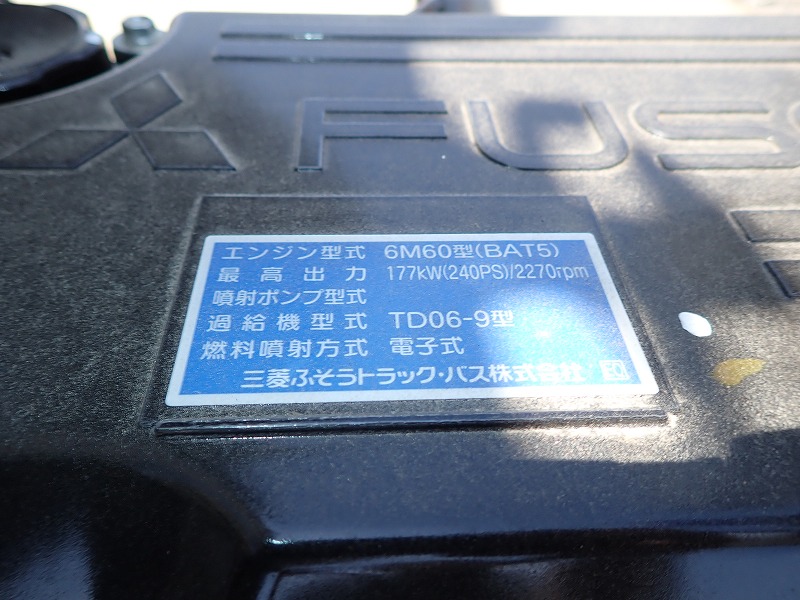 FUS
エンジン型式 6M60型(BAT5)
最高出力 177kW(240PS)/2270rpm
噴射ポンプ型式
過給機型式 TD06-9型
燃料噴射方式 電子式
三菱ふそうトラック・バス株式会社